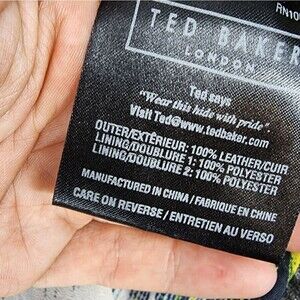 RN10
TED BAKER
LONDON
Ted says
"Wear this hide with pride".
Visit Ted@www.tedbaker.com
OUTER/EXTÉRIEUR: 100% LEATHER/CUIR
LINING/DOUBLURE 1: 100% POLYESTER
LINING/DOUBLURE 2: 100% POLYESTER
MANUFACTURED IN CHINA / FABRIQUÉ EN CHINE
CARE ON REVERSE / ENTRETIEN AU VERSO